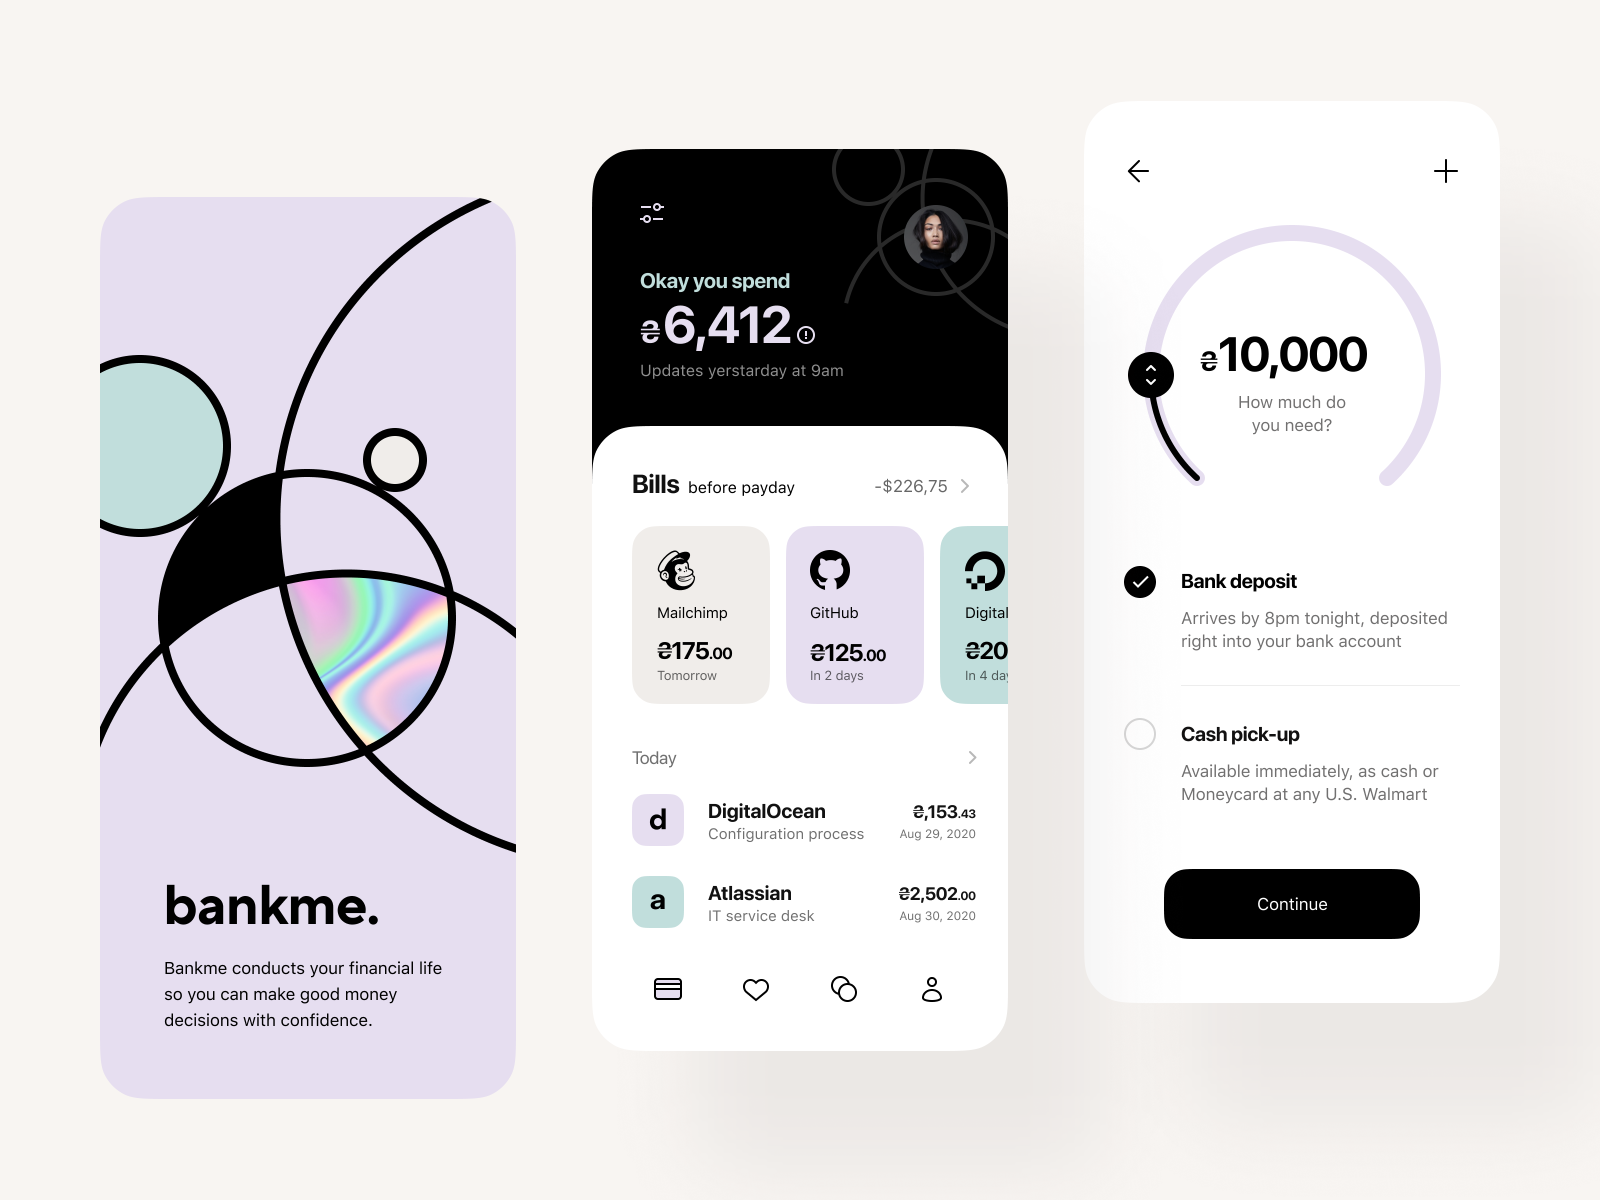 bankme.
Bankme conducts your financial life
so you can make good money
decisions with confidence.
Okay you spend
₴6,412
Updates yerstarday at 9am
Bills before payday -$226,75
Mailchimp
₴175.00
Tomorrow
GitHub
₴125.00
In 2 days
Digital
₴20
In 4 day
Today
d
DigitalOcean ₴,153.43
Configuration process Aug 29, 2020
a
Atlassian ₴2,502.00
IT service desk Aug 30, 2020
₴10,000
How much do
you need?
Bank deposit
Arrives by 8pm tonight, deposited
right into your bank account
Cash pick-up
Available immediately, as cash or
Moneycard at any U.S. Walmart
Continue